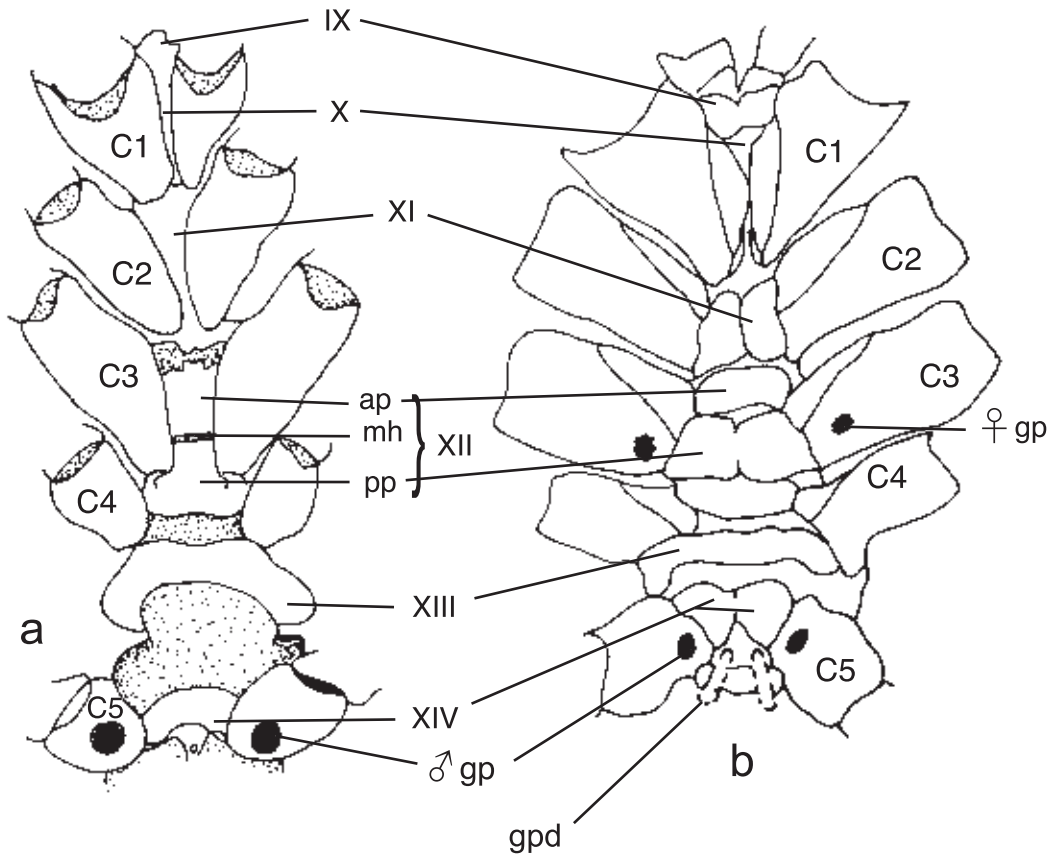 IX
X
C1
C1
XI
C2
C2
C3
C3
ap
mh
XII
♀ gp
pp
C4
C4
XIII
a
C5
C5
XIV
♂ gp
b
gpd